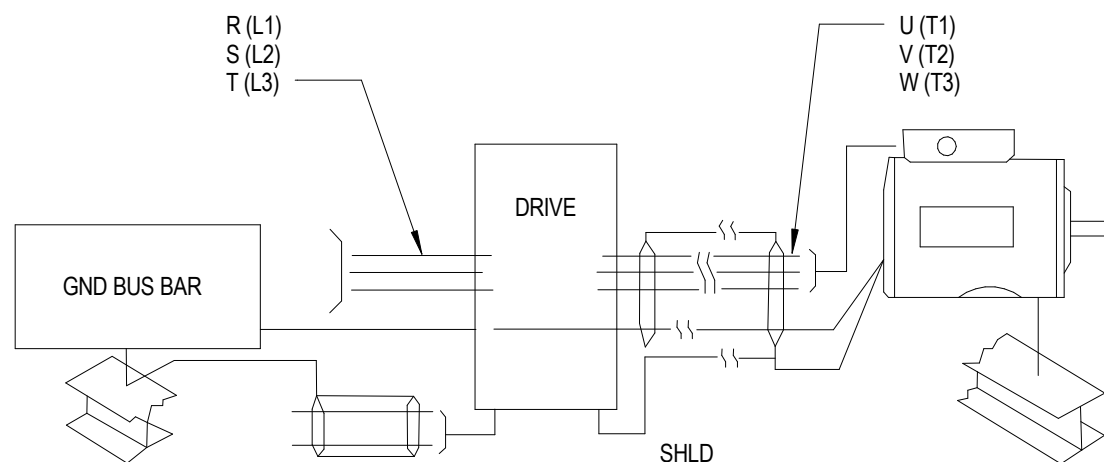 R (L1)
S (L2)
T (L3)
U (T1)
V (T2)
W (T3)
DRIVE
GND BUS BAR
SHLD